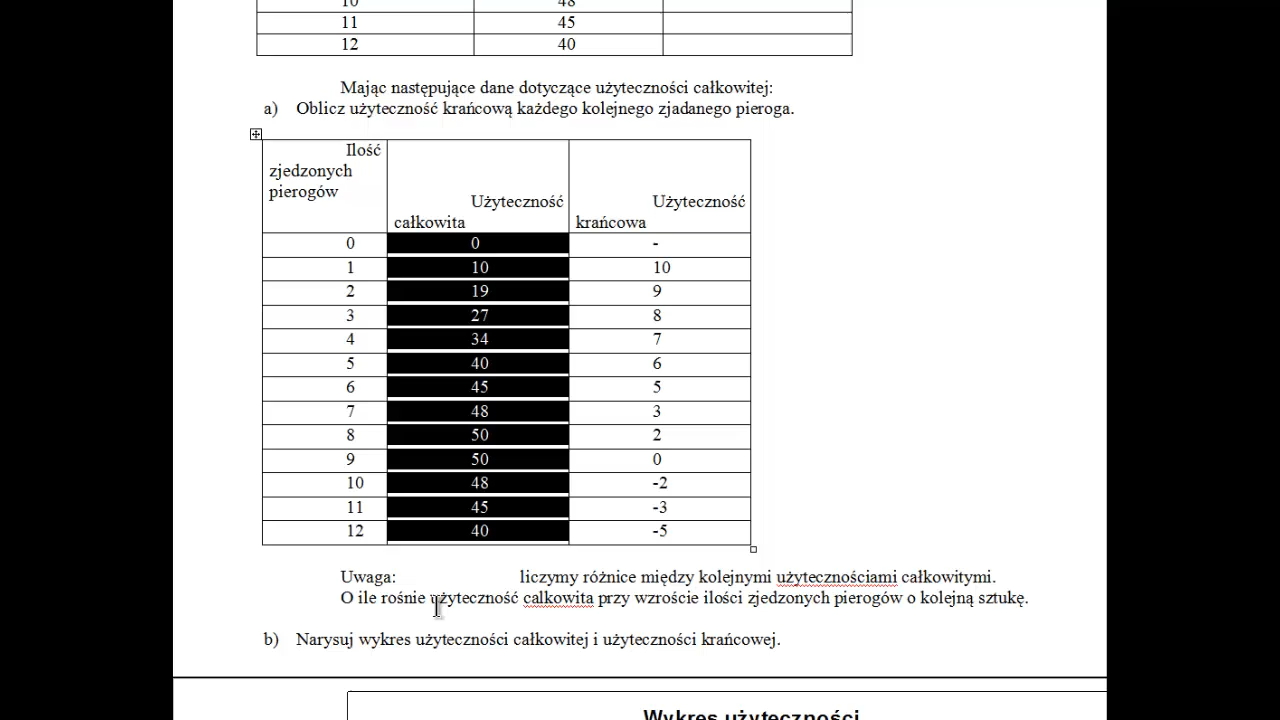 10 48
11 45
12 40
Mając następujące dane dotyczące użyteczności całkowitej:
a) Oblicz użyteczność krańcową każdego kolejnego zjadanego pieroga.
Ilość
zjedzonych
pierogów
Użyteczność
całkowita
Użyteczność
krańcowa
0 0 -
1 10 10
2 19 9
3 27 8
4 34 7
5 40 6
6 45 5
7 48 3
8 50 2
9 50 0
10 48 -2
11 45 -3
12 40 -5
Uwaga: liczymy różnice między kolejnymi użytecznościami całkowitymi.
O ile rośnie użyteczność calkowita przy wzroście ilości zjedzonych pierogów o kolejną sztukę.
b) Narysuj wykres użyteczności całkowitej i użyteczności krańcowej.
Wykres użyteczności